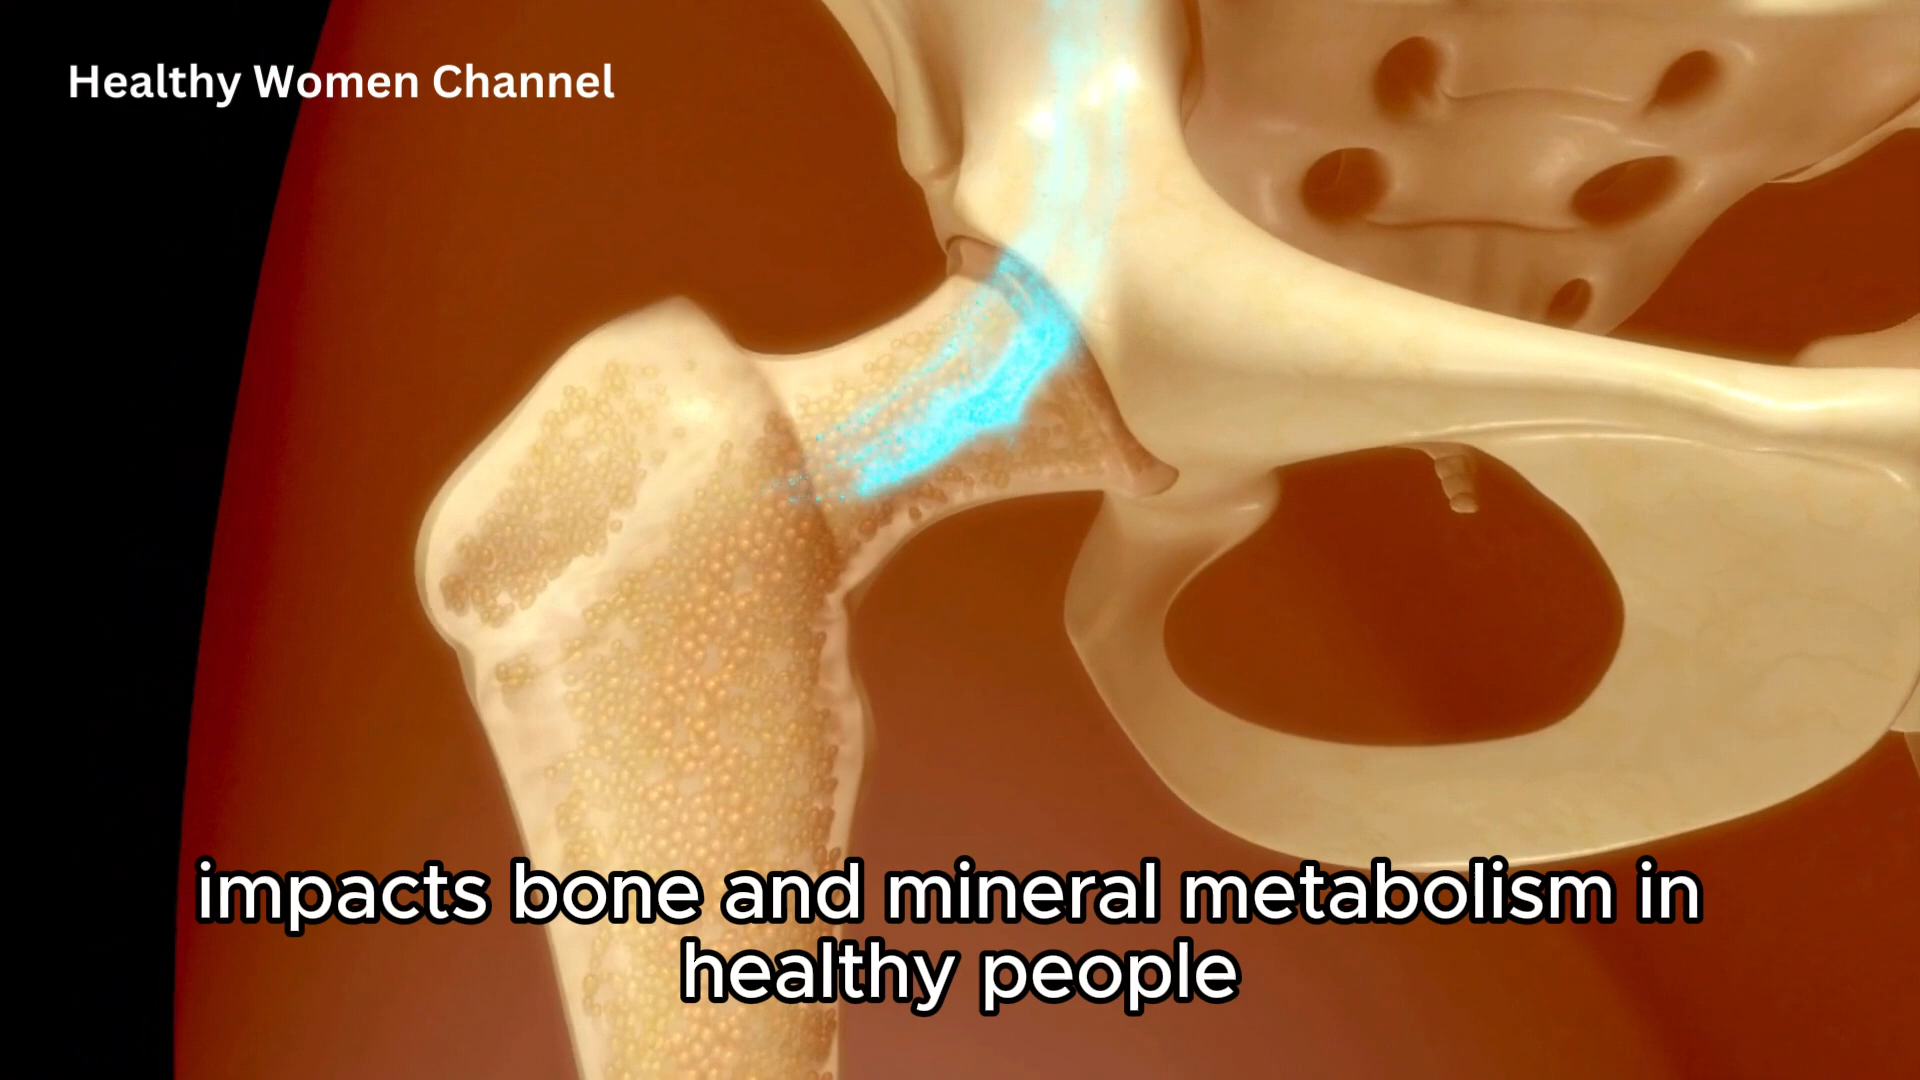 Healthy Women Channel
impacts bone and mineral metabolism in
healthy people